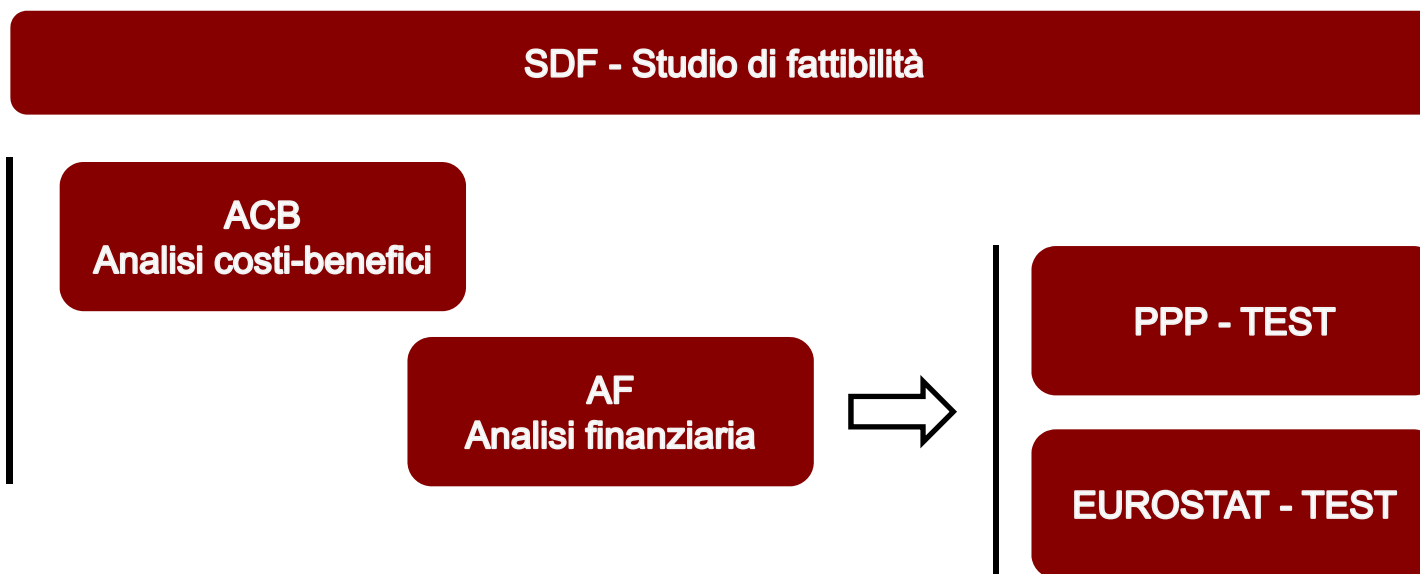 SDF - Studio di fattibilità
ACB
Analisi costi-benefici
AF
Analisi finanziaria
PPP - TEST
EUROSTAT - TEST